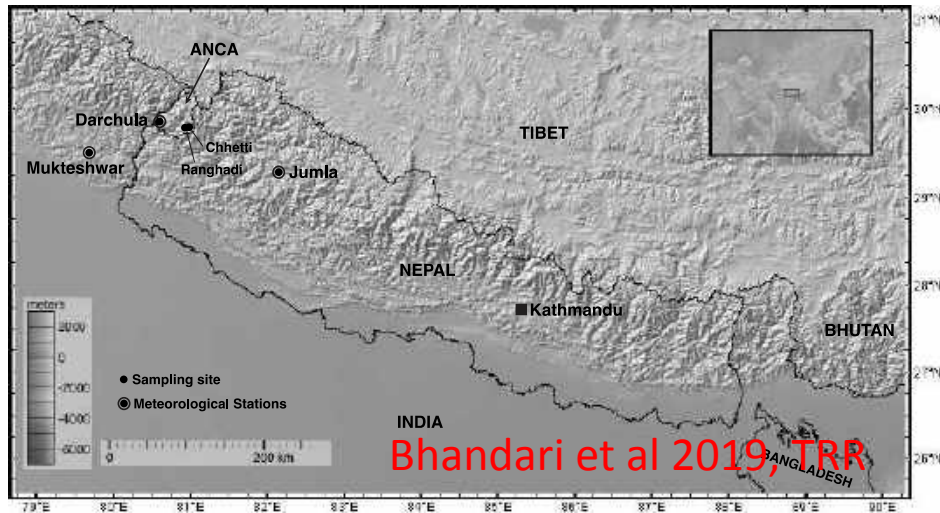 31°N
ANCA
30°N
Darchula
TIBET
Chhetti
Mukteshwar
Ranghadi
Jumla
29°N
NEPAL
28°N
meters
Kathmandu
2000
BHUTAN
0
-2000
27°N
Sampling site
-4000
Meteorological Stations
-6000
INDIA
0 200 km
Bhandari et al 2019, TRR
BANGLADESH
26°N
79°E 80°E 81°E 82°E 83°E 84°E 85°E 86°E 87°E 88°E 89°E 90°E